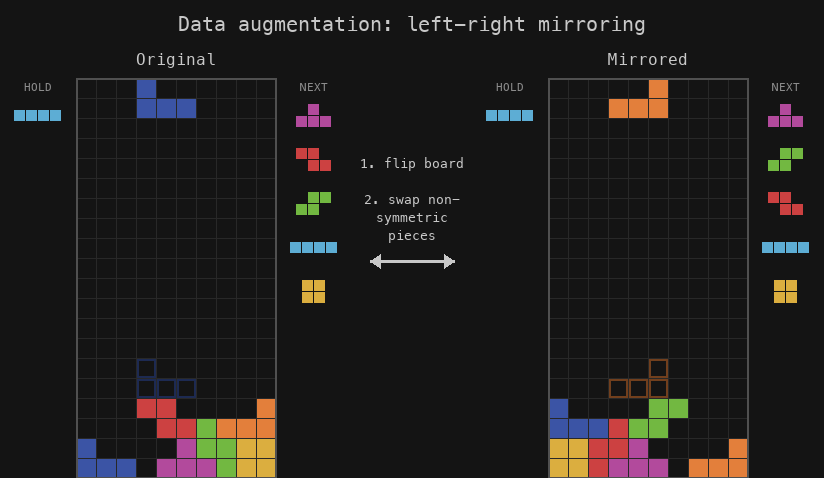 Data augmentation: left-right mirroring
Original
Mirrored
HOLD
NEXT
HOLD
NEXT
1. flip board
2. swap non-
symmetric
pieces